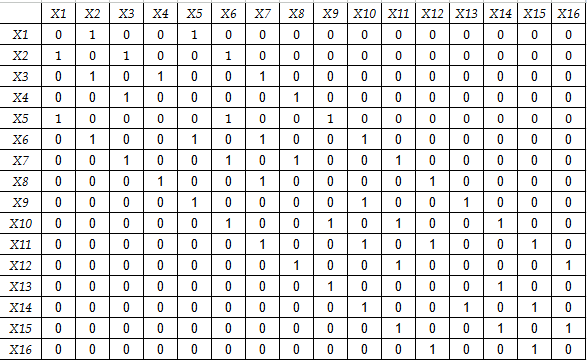 X1 X2 X3 X4 X5 X6 X7 X8 X9 X10 X11 X12 X13 X14 X15 X16
X1 0 1 0 0 1 0 0 0 0 0 0 0 0 0 0 0
X2 1 0 1 0 0 1 0 0 0 0 0 0 0 0 0 0
X3 0 1 0 1 0 0 1 0 0 0 0 0 0 0 0 0
X4 0 0 1 0 0 0 0 1 0 0 0 0 0 0 0 0
X5 1 0 0 0 0 1 0 0 1 0 0 0 0 0 0 0
X6 0 1 0 0 1 0 1 0 0 1 0 0 0 0 0 0
X7 0 0 1 0 0 1 0 1 0 0 1 0 0 0 0 0
X8 0 0 0 1 0 0 1 0 0 0 0 1 0 0 0 0
X9 0 0 0 0 1 0 0 0 0 1 0 0 1 0 0 0
X10 0 0 0 0 0 1 0 0 1 0 1 0 0 1 0 0
X11 0 0 0 0 0 0 1 0 0 1 0 1 0 0 1 0
X12 0 0 0 0 0 0 0 1 0 0 1 0 0 0 0 1
X13 0 0 0 0 0 0 0 0 1 0 0 0 0 1 0 0
X14 0 0 0 0 0 0 0 0 0 1 0 0 1 0 1 0
X15 0 0 0 0 0 0 0 0 0 0 1 0 0 1 0 1
X16 0 0 0 0 0 0 0 0 0 0 0 1 0 0 1 0